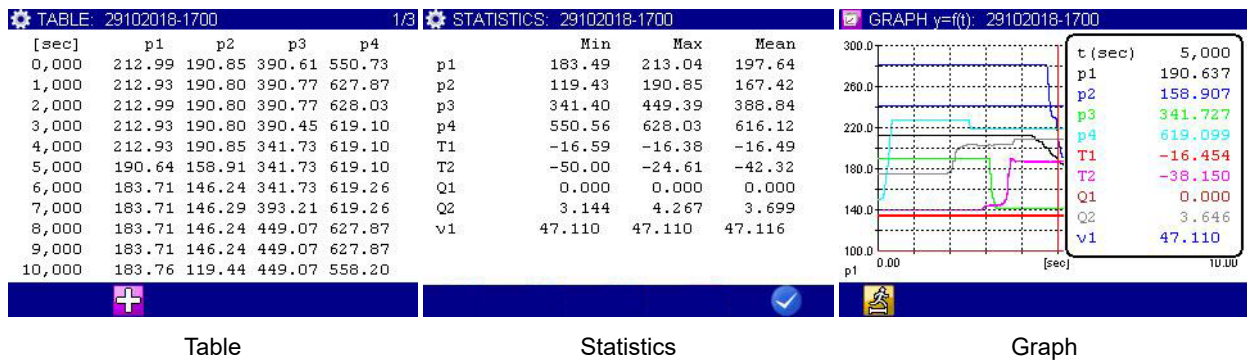 TABLE: 29102018-1700 1/3
[sec] p1 p2 p3 p4
0,000 212.99 190.85 390.61 550.73
1,000 212.93 190.80 390.77 627.87
2,000 212.99 190.80 390.77 628.03
3,000 212.93 190.80 390.45 619.10
4,000 212.93 190.85 341.73 619.10
5,000 190.64 158.91 341.73 619.10
6,000 183.71 146.24 341.73 619.26
7,000 183.71 146.29 393.21 619.26
8,000 183.71 146.24 449.07 627.87
9,000 183.71 146.24 449.07 627.87
10,000 183.76 119.44 449.07 558.20
Table
STATISTICS: 29102018-1700
Min Max Mean
p1 183.49 213.04 197.64
p2 119.43 190.85 167.42
p3 341.40 449.39 388.84
p4 550.56 628.03 616.12
T1 -16.59 -16.38 -16.49
T2 -50.00 -24.61 -42.32
Q1 0.000 0.000 0.000
Q2 3.144 4.267 3.699
v1 47.110 47.110 47.116
Statistics
GRAPH y=f(t): 29102018-1700
300.0
260.0
220.0
180.0
140.0
100.0
p1 0.00 [sec] 10.00
t(sec) 5,000
p1 190.637
p2 158.907
p3 341.727
p4 619.099
T1 -16.454
T2 -38.150
Q1 0.000
Q2 3.646
v1 47.110
Graph